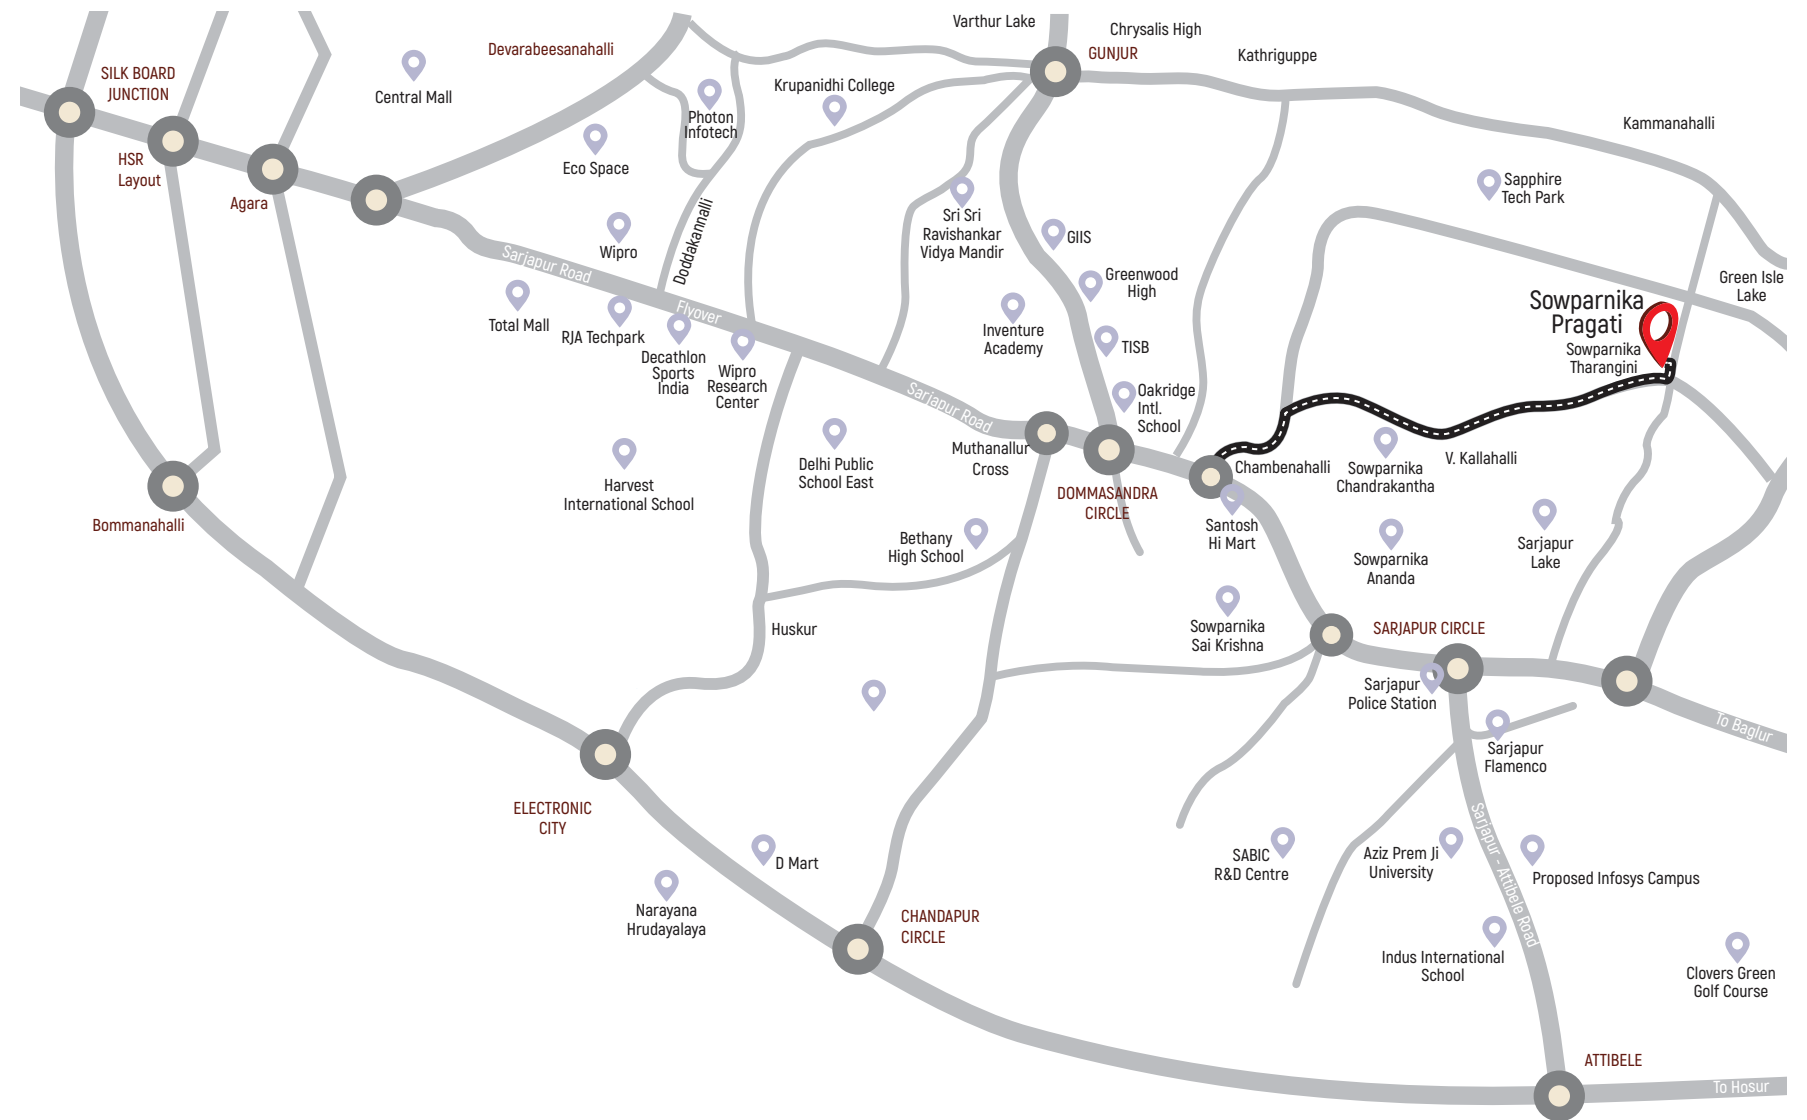 Varthur Lake
Chrysalis High
GUNJUR
Kathriguppe
Devarabeesanahalli
SILK BOARD
JUNCTION
Central Mall
Krupanidhi College
Photon
Infotech
Kammanahalli
HSR
Layout
Eco Space
Agara
Sapphire
Tech Park
Sri Sri
Ravishankar
Vidya Mandir
GIIS
Wipro
Doddakannalli
Sarjapur Road
Greenwood
High
Green Isle
Lake
Sowparnika
Pragati
Sowparnika
Tharangini
Total Mall
RJA Techpark
Flyover
Decathlon
Sports
India
Wipro
Research
Center
Inventure
Academy
TISB
Oakridge
Intl.
School
Sarjapur Road
Muthanallur
Cross
Delhi Public
School East
Harvest
International School
Chambenahalli
Sowparnika
Chandrakantha
V. Kallahalli
DOMMASANDRA
CIRCLE
Bommanahalli
Santosh
Hi Mart
Bethany
High School
Sowparnika
Ananda
Sarjapur
Lake
Huskur
Sowparnika
Sai Krishna
SARJAPUR CIRCLE
Sarjapur
Police Station
To Baglur
Sarjapur
Flamenco
ELECTRONIC
CITY
D Mart
SABIC
R&D Centre
Aziz Prem Ji
University
Sarjapur - Attibele Road
Proposed Infosys Campus
Narayana
Hrudayalaya
CHANDAPUR
CIRCLE
Indus International
School
Clovers Green
Golf Course
ATTIBELE
To Hosur